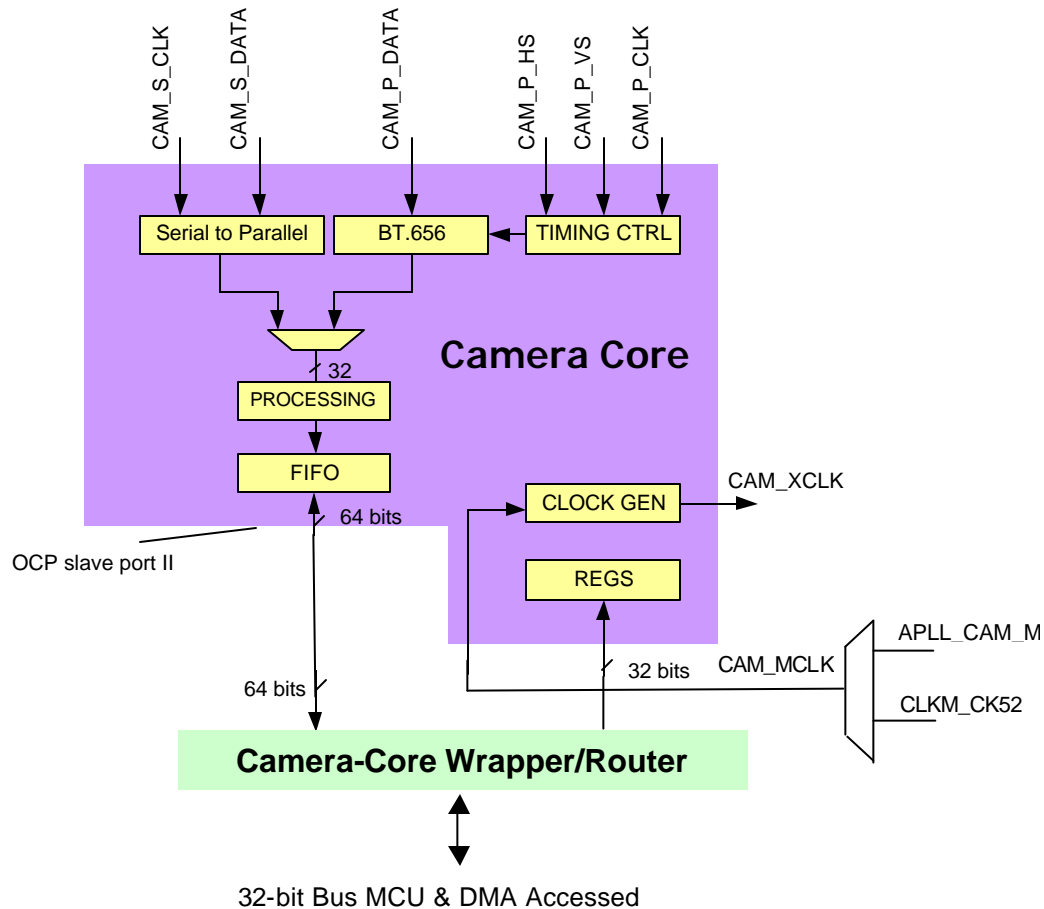 CAM_S_CLK
CAM_S_DATA
CAM_P_DATA
CAM_P_HS
CAM_P_VS
CAM_P_CLK
Serial to Parallel
BT.656
TIMING CTRL
Camera Core
32
PROCESSING
FIFO
CLOCK GEN
CAM_XCLK
64 bits
OCP slave port II
REGS
APLL_CAM_M
CAM_MCLK
32 bits
64 bits
CLKM_CK52
Camera-Core Wrapper/Router
32-bit Bus MCU & DMA Accessed